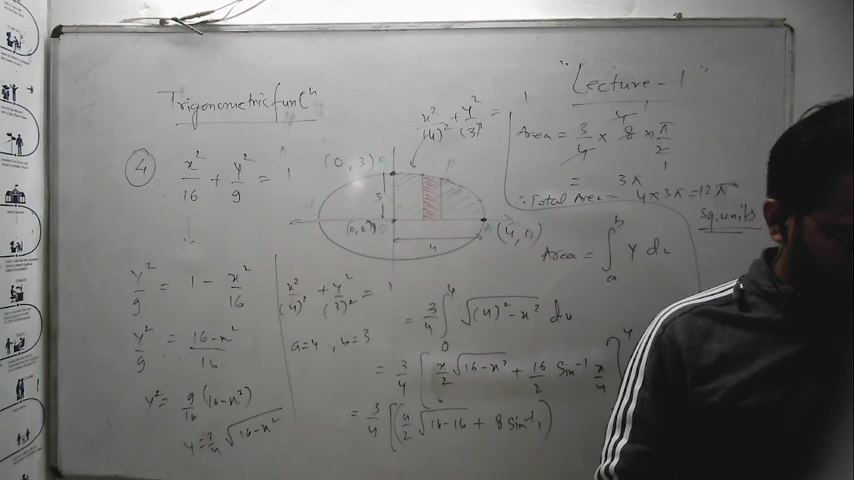 "Lecture-1"
Trigonometric funcⁿ
④ x²/16 + y²/9 = 1
y²/9 = 1 - x²/16
y²/9 = 16-x²/16
y² = 9/16 (16-x²)
y = 3/4 √16-x²
x²/(4)² + y²/(3)² = 1
(0, 3) B
3
(0,0) O
4
A (4, 0)
x²/(4)² + y²/(3)² = 1
a=4 , b=3
Area = ∫ₐᵇ y dx
= 3/4 ∫₀⁴ √(4)²-x² dx
= 3/4 [ x/2 √16-x² + 16/2 Sin⁻¹ x/4 ]⁴
= 3/4 [(4/2 √16-16 + 8 Sin⁻¹1)
Area = 3/4 × 8 × π/2
= 3π
∴ Total Area = 4×3π = 12π
sq. units